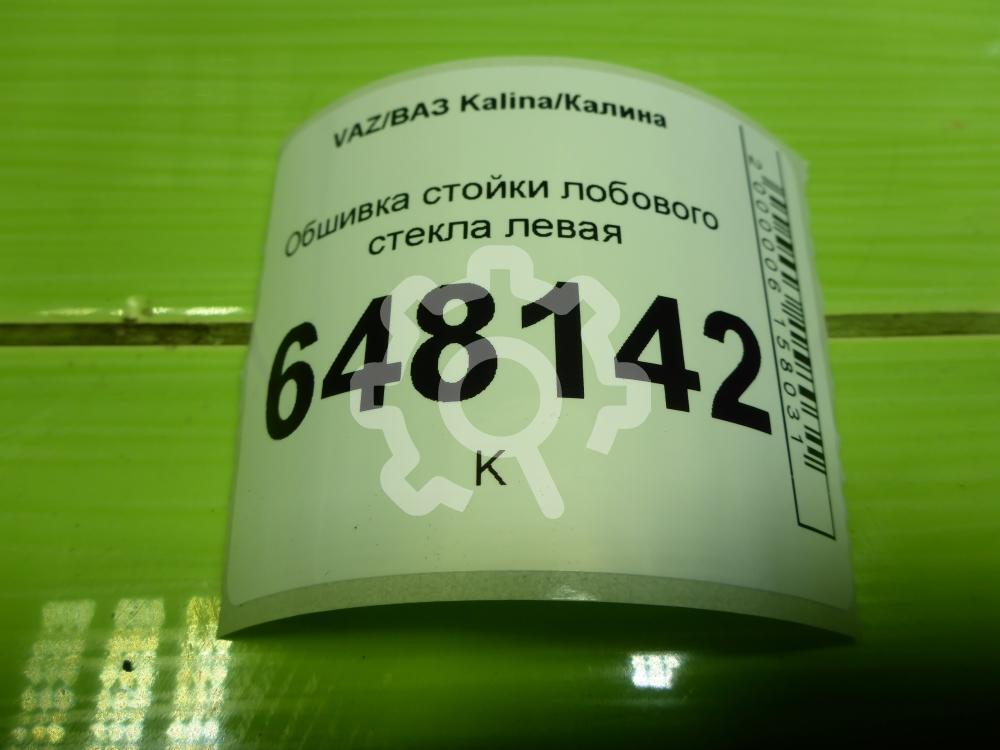 VAZ/ВАЗ Kalina/Калина
Обшивка стойки лобового
стекла левая
648142
К
2000006158031